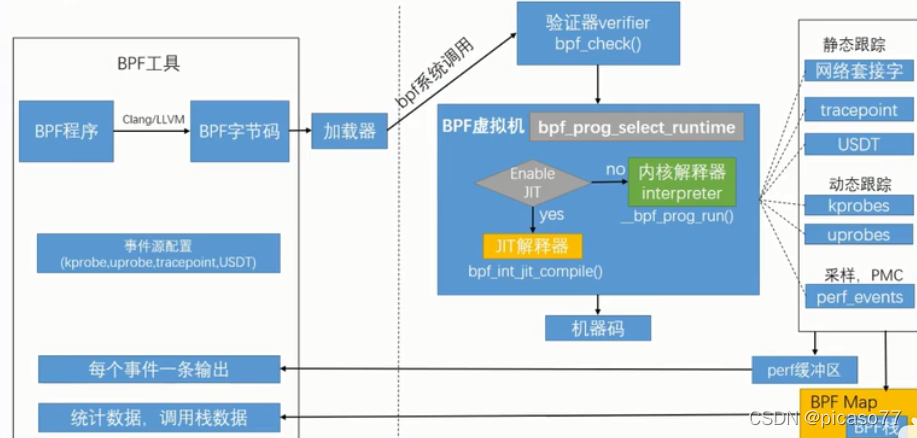 BPF工具
BPF程序
Clang/LLVM
BPF字节码
加载器
bpf系统调用
事件源配置
(kprobe,uprobe,tracepoint,USDT)
每个事件一条输出
统计数据，调用栈数据
验证器verifier
bpf_check()
BPF虚拟机
bpf_prog_select_runtime
Enable
JIT
no
yes
内核解释器
interpreter
__bpf_prog_run()
JIT解释器
bpf_int_jit_compile()
机器码
静态跟踪
网络套接字
tracepoint
USDT
动态跟踪
kprobes
uprobes
采样，PMC
perf_events
perf缓冲区
BPF Map
BPF栈
CSDN @picaso77